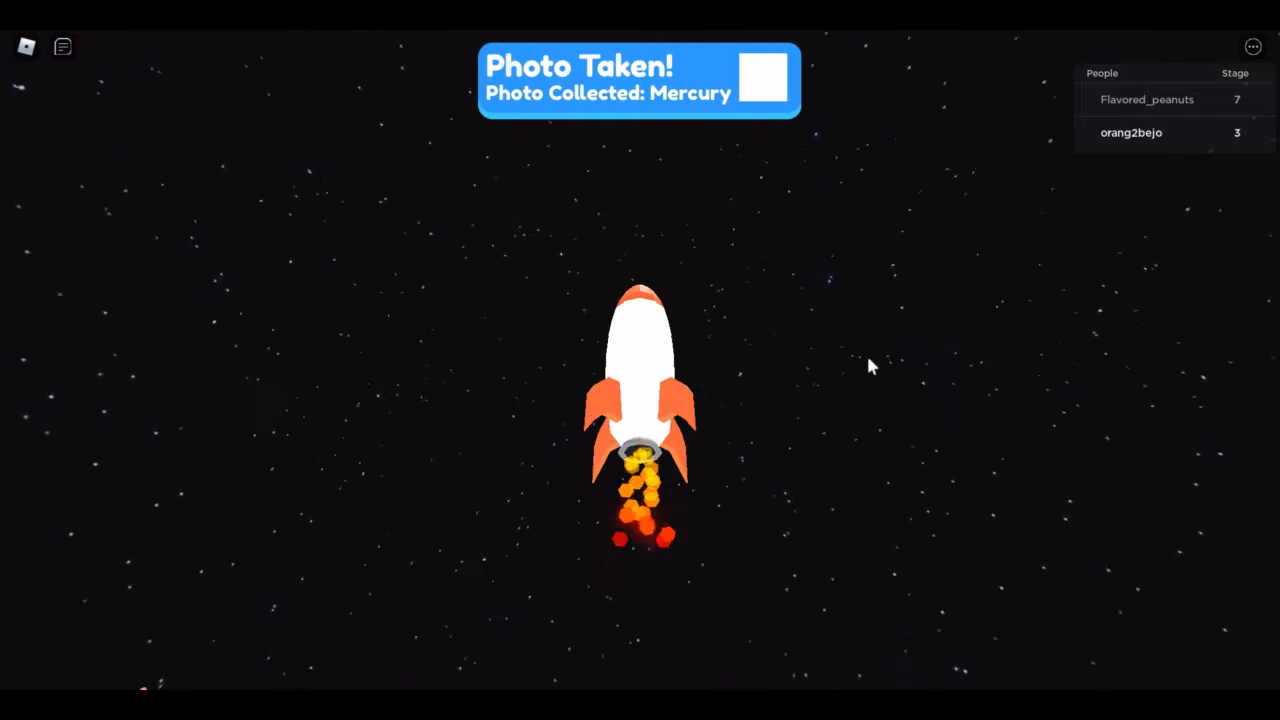 Photo Taken!
Photo Collected: Mercury
People Stage
Flavored_peanuts 7
orang2bejo 3